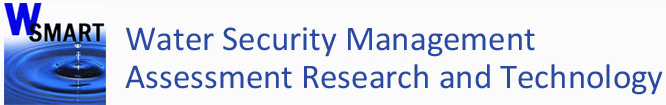 WSMART
Water Security Management
Assessment Research and Technology